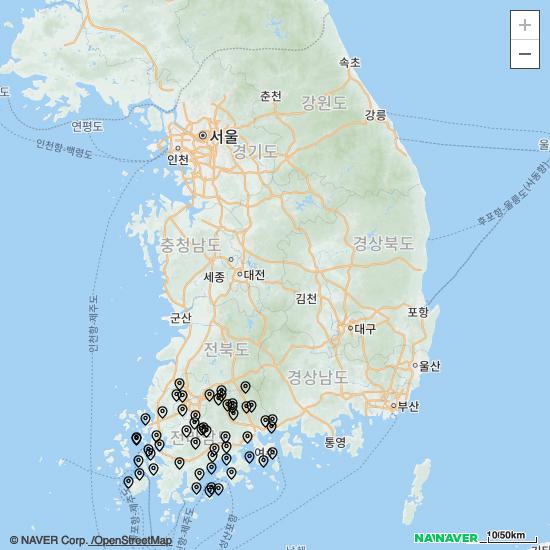 +
−
속초
춘천
강원도
강릉
도
연평도
서울
울
인천항-백령도
인천
경기도
후포항-울릉도(사동항)
충청남도
경상북도
세종
대전
김천
인천항-제주도
군산
포항
대구
전북도
울산
경상남도
부산
통영
© NAVER Corp. /OpenStreetMap
NAVER
10/50km